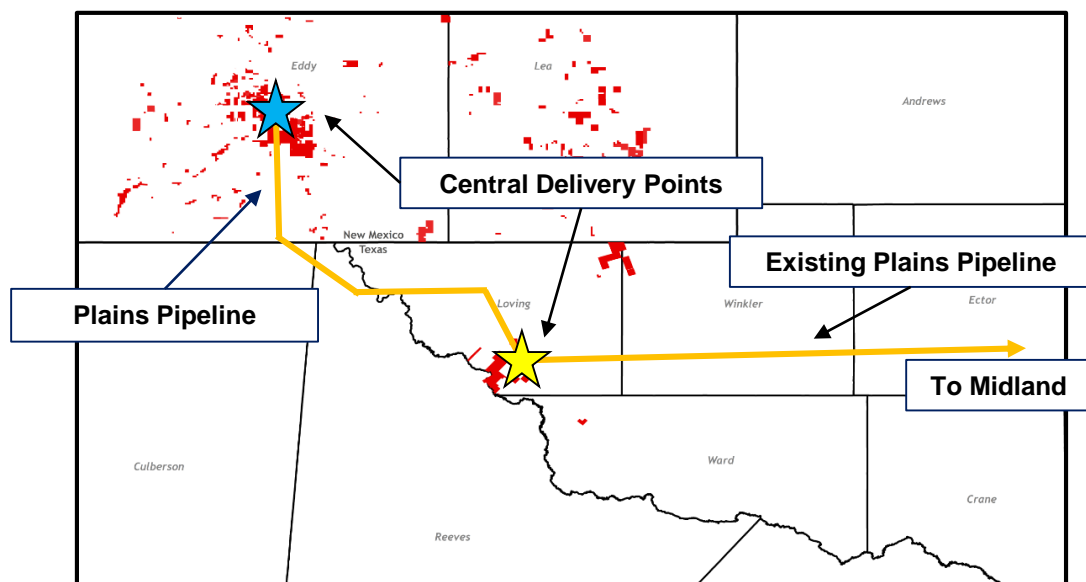 Eddy
Lea
Andrews
Central Delivery Points
New Mexico
Texas
Existing Plains Pipeline
Plains Pipeline
Loving
Winkler
Ector
To Midland
Culberson
Ward
Crane
Reeves